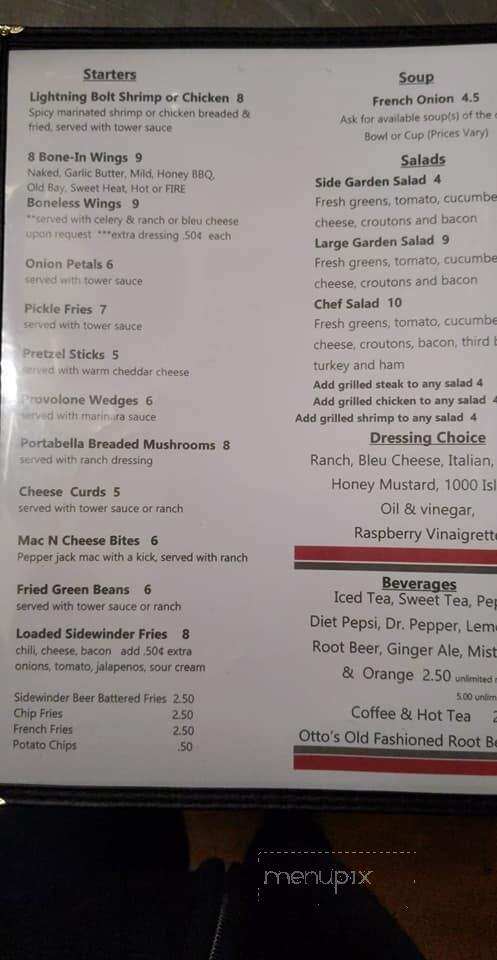 Starters
Lightning Bolt Shrimp or Chicken 8
Spicy marinated shrimp or chicken breaded &
fried, served with tower sauce
8 Bone-In Wings 9
Naked, Garlic Butter, Mild, Honey BBQ,
Old Bay, Sweet Heat, Hot or FIRE
Boneless Wings 9
**served with celery & ranch or bleu cheese
upon request ***extra dressing .50¢ each
Onion Petals 6
served with tower sauce
Pickle Fries 7
served with tower sauce
Pretzel Sticks 5
served with warm cheddar cheese
Provolone Wedges 6
served with marinara sauce
Portabella Breaded Mushrooms 8
served with ranch dressing
Cheese Curds 5
served with tower sauce or ranch
Mac N Cheese Bites 6
Pepper jack mac with a kick, served with ranch
Fried Green Beans 6
served with tower sauce or ranch
Loaded Sidewinder Fries 8
chili, cheese, bacon add .50¢ extra
onions, tomato, jalapenos, sour cream
Sidewinder Beer Battered Fries 2.50
Chip Fries 2.50
French Fries 2.50
Potato Chips .50
Soup
French Onion 4.5
Ask for available soup(s) of the
Bowl or Cup (Prices Vary)
Salads
Side Garden Salad 4
Fresh greens, tomato, cucumbe
cheese, croutons and bacon
Large Garden Salad 9
Fresh greens, tomato, cucumbe
cheese, croutons and bacon
Chef Salad 10
Fresh greens, tomato, cucumbe
cheese, croutons, bacon, third b
turkey and ham
Add grilled steak to any salad 4
Add grilled chicken to any salad 4
Add grilled shrimp to any salad 4
Dressing Choice
Ranch, Bleu Cheese, Italian,
Honey Mustard, 1000 Isl
Oil & vinegar,
Raspberry Vinaigrette
Beverages
Iced Tea, Sweet Tea, Pep
Diet Pepsi, Dr. Pepper, Lem
Root Beer, Ginger Ale, Mist
& Orange 2.50 unlimited
5.00 unlim
Coffee & Hot Tea 2
Otto's Old Fashioned Root Be
menupix